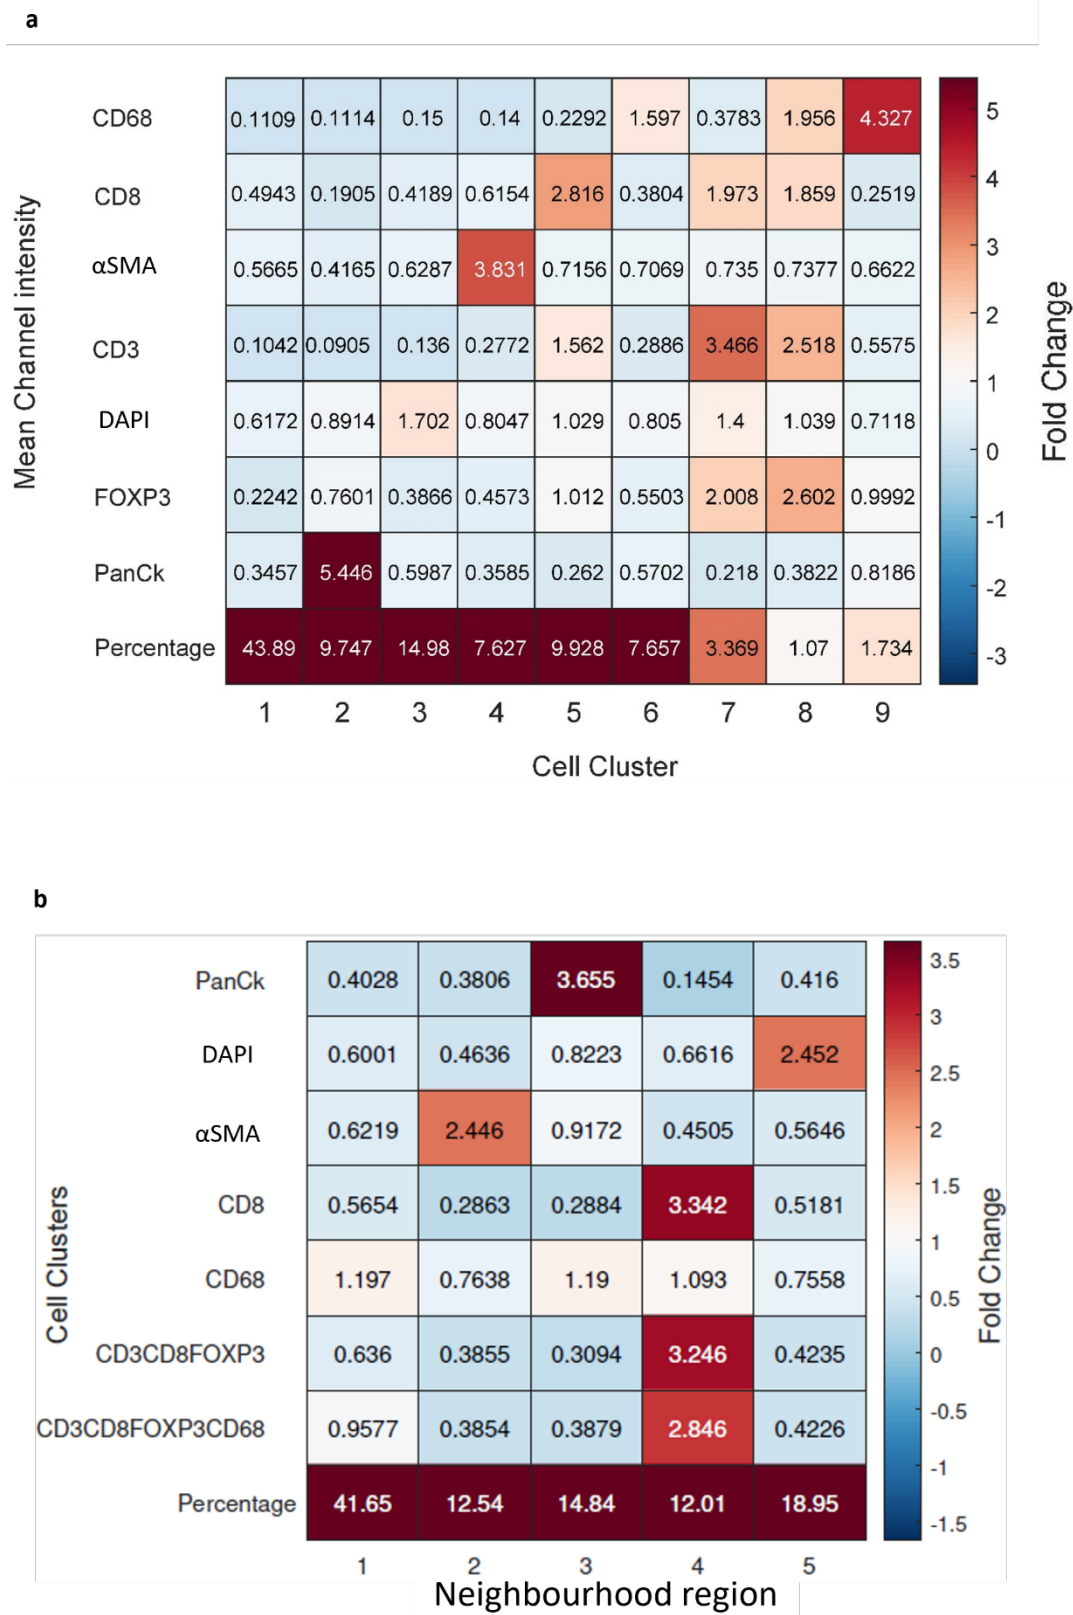 a
Mean Channel intensity
CD68 0.1109 0.1114 0.15 0.14 0.2292 1.597 0.3783 1.956 4.327
CD8 0.4943 0.1905 0.4189 0.6154 2.816 0.3804 1.973 1.859 0.2519
αSMA 0.5665 0.4165 0.6287 3.831 0.7156 0.7069 0.735 0.7377 0.6622
CD3 0.1042 0.0905 0.136 0.2772 1.562 0.2886 3.466 2.518 0.5575
DAPI 0.6172 0.8914 1.702 0.8047 1.029 0.805 1.4 1.039 0.7118
FOXP3 0.2242 0.7601 0.3866 0.4573 1.012 0.5503 2.008 2.602 0.9992
PanCk 0.3457 5.446 0.5987 0.3585 0.262 0.5702 0.218 0.3822 0.8186
Percentage 43.89 9.747 14.98 7.627 9.928 7.657 3.369 1.07 1.734
1 2 3 4 5 6 7 8 9
Cell Cluster
5
4
3
2
1
0
-1
-2
-3
Fold Change
b
Cell Clusters
PanCk 0.4028 0.3806 3.655 0.1454 0.416
DAPI 0.6001 0.4636 0.8223 0.6616 2.452
αSMA 0.6219 2.446 0.9172 0.4505 0.5646
CD8 0.5654 0.2863 0.2884 3.342 0.5181
CD68 1.197 0.7638 1.19 1.093 0.7558
CD3CD8FOXP3 0.636 0.3855 0.3094 3.246 0.4235
CD3CD8FOXP3CD68 0.9577 0.3854 0.3879 2.846 0.4226
Percentage 41.65 12.54 14.84 12.01 18.95
1 2 3 4 5
Neighbourhood region
3.5
3
2.5
2
1.5
1
0.5
0
-0.5
-1
-1.5
Fold Change